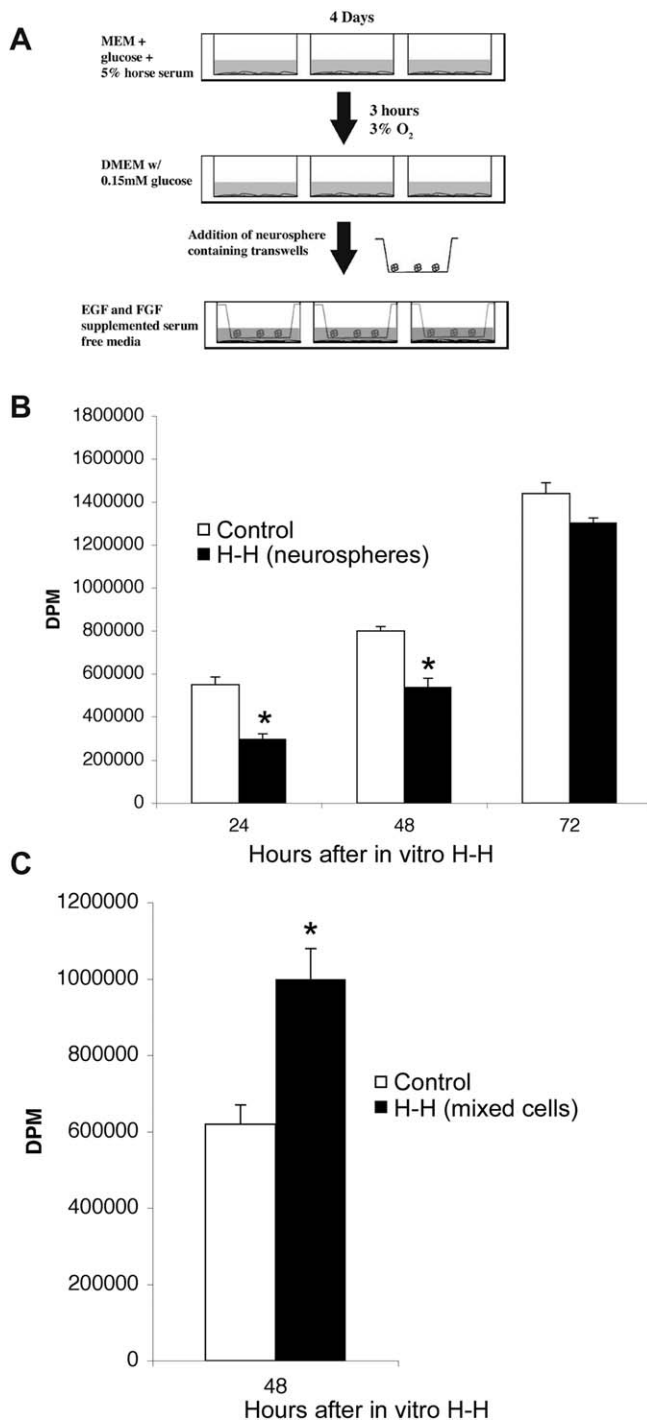 A
4 Days
MEM +
glucose +
5% horse serum
3 hours
3% O2
DMEM w/
0.15mM glucose
Addition of neurosphere
containing transwells
EGF and FGF
supplemented serum
free media
B
1800000
1600000
1400000
1200000
1000000
800000
600000
400000
200000
0
DPM
Control
H-H (neurospheres)
*
*
24
48
72
Hours after in vitro H-H
C
1200000
1000000
800000
600000
400000
200000
0
DPM
*
Control
H-H (mixed cells)
48
Hours after in vitro H-H